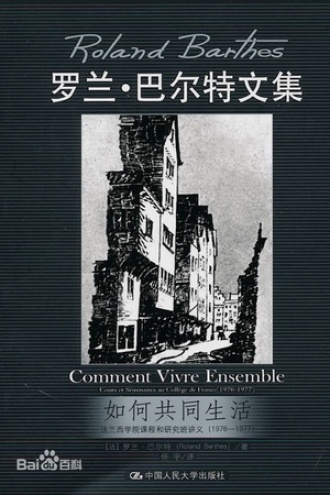 Roland Barthes
罗兰·巴尔特文集
Comment Vivre Ensemble
Cours et Séminaires au Collège de France (1976-1977)
如何共同生活
法兰西学院课程和研究班讲义（1976—1977）
[法] 罗兰·巴尔特 (Roland Barthes) / 著
怀宇 / 译
Baidu百科
中国人民大学出版社